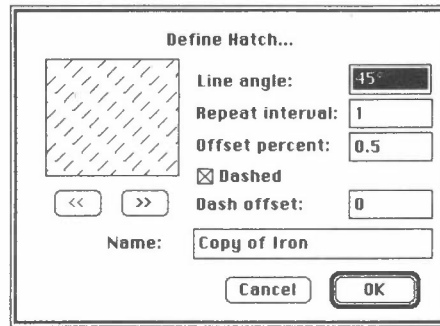 Define Hatch...
Line angle: 45°
Repeat interval: 1
Offset percent: 0.5
Dashed
<< >> Dash offset: 0
Name: Copy of Iron
Cancel OK